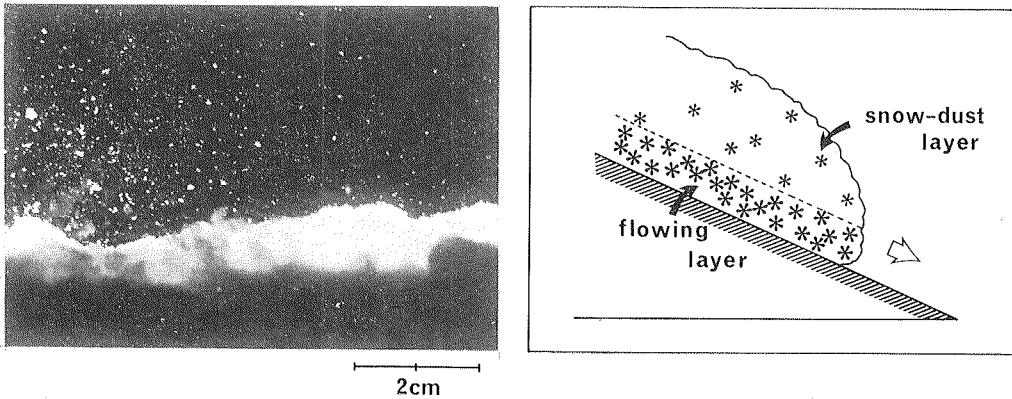 2cm
snow-dust
layer
flowing
layer